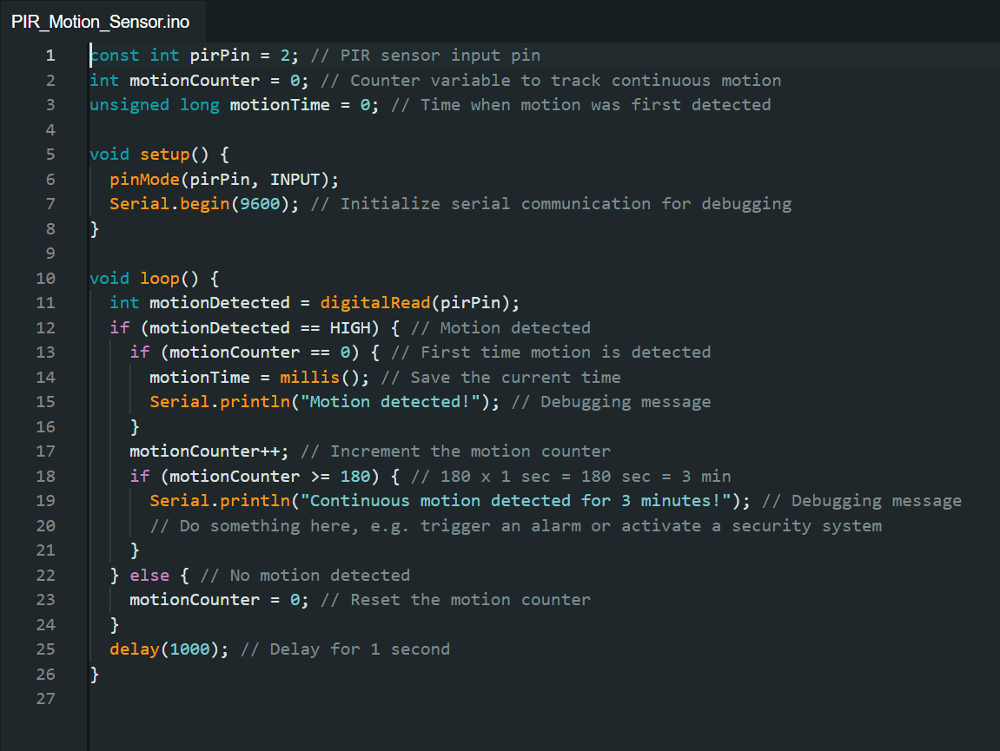 PIR_Motion_Sensor.ino
1 const int pirPin = 2; // PIR sensor input pin
2 int motionCounter = 0; // Counter variable to track continuous motion
3 unsigned long motionTime = 0; // Time when motion was first detected
4
5 void setup() {
6   pinMode(pirPin, INPUT);
7   Serial.begin(9600); // Initialize serial communication for debugging
8 }
9
10 void loop() {
11   int motionDetected = digitalRead(pirPin);
12   if (motionDetected == HIGH) { // Motion detected
13     if (motionCounter == 0) { // First time motion is detected
14       motionTime = millis(); // Save the current time
15       Serial.println("Motion detected!"); // Debugging message
16     }
17     motionCounter++; // Increment the motion counter
18     if (motionCounter >= 180) { // 180 x 1 sec = 180 sec = 3 min
19       Serial.println("Continuous motion detected for 3 minutes!"); // Debugging message
20       // Do something here, e.g. trigger an alarm or activate a security system
21     }
22   } else { // No motion detected
23     motionCounter = 0; // Reset the motion counter
24   }
25   delay(1000); // Delay for 1 second
26 }
27